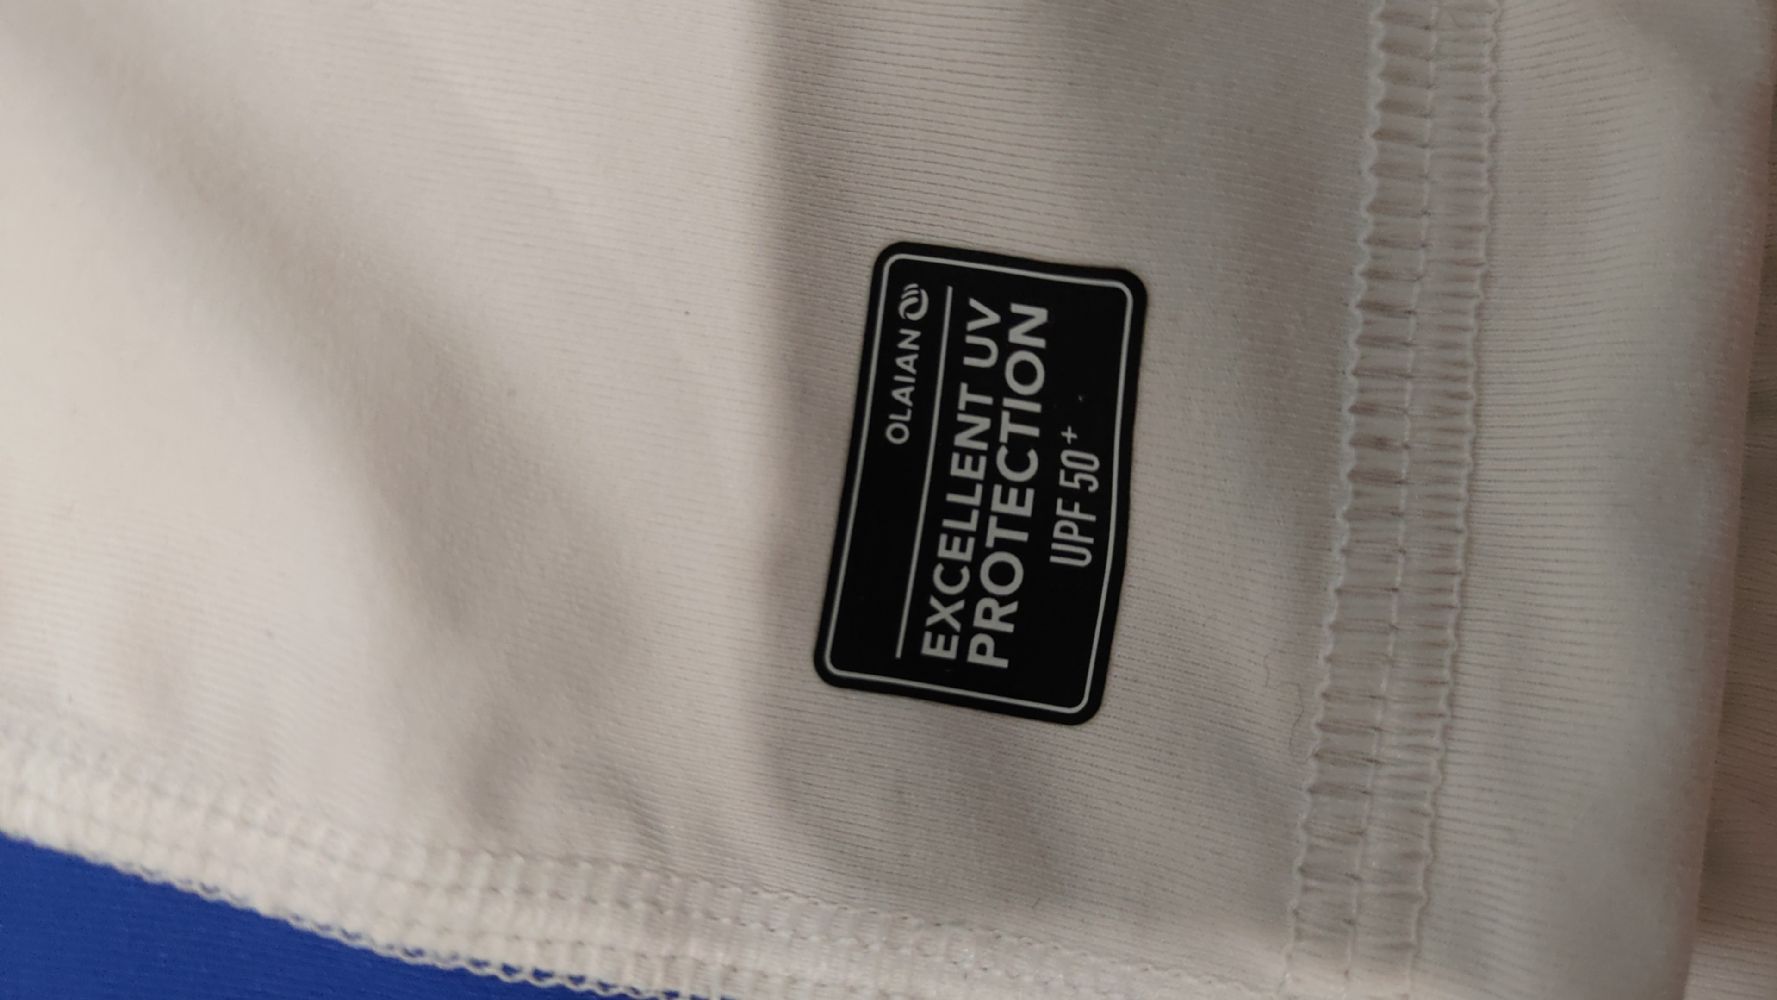 OLAIAN
EXCELLENT UV
PROTECTION
UPF 50+